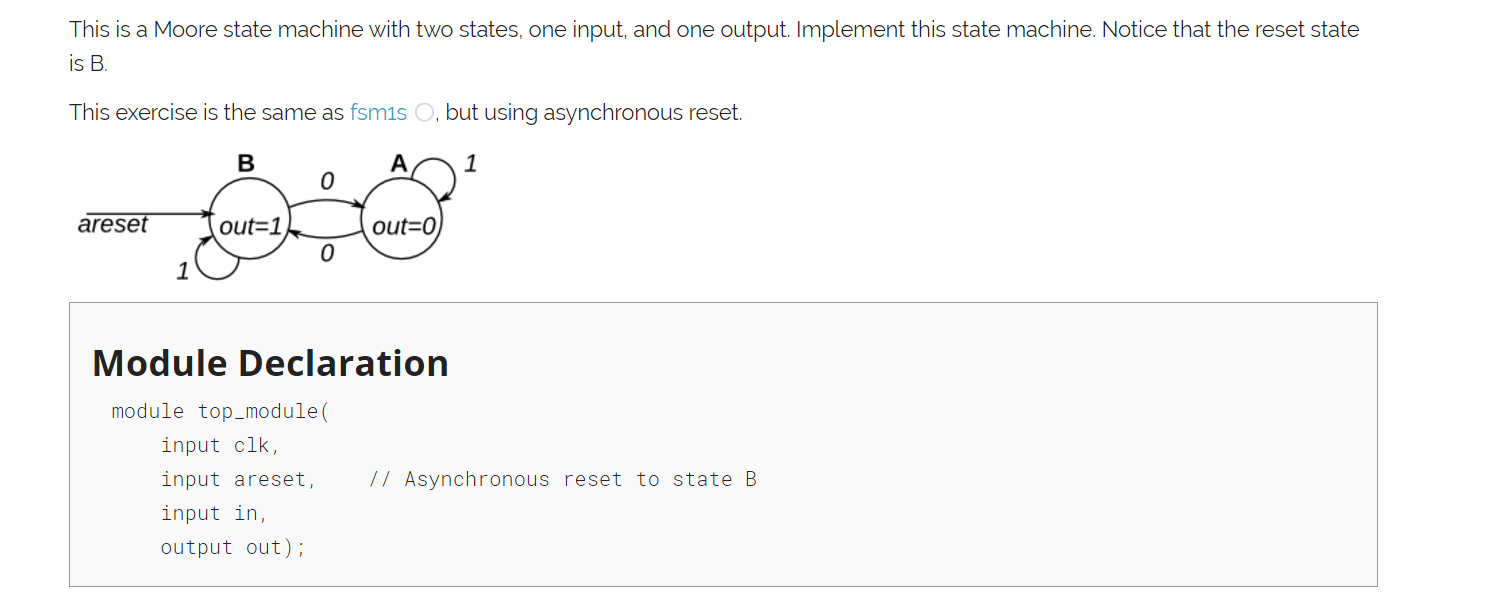 This is a Moore state machine with two states, one input, and one output. Implement this state machine. Notice that the reset state
is B.
This exercise is the same as fsm1s , but using asynchronous reset.
B
A
1
0
areset
out=1
out=0
0
1
Module Declaration
module top_module(
    input clk,
    input areset,    // Asynchronous reset to state B
    input in,
    output out);